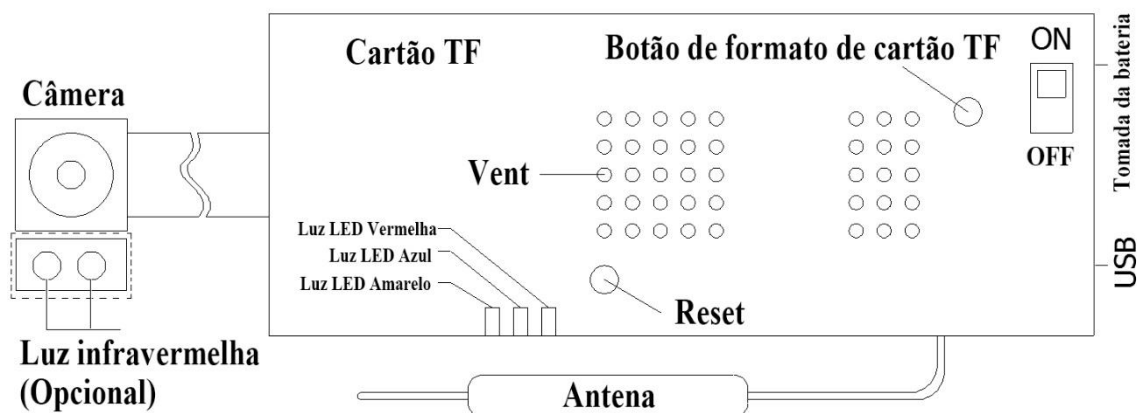 Cartão TF
Botão de formato de cartão TF
ON
OFF
Tomada da bateria
Câmera
Vent
Luz LED Vermelha
Luz LED Azul
Luz LED Amarelo
Reset
USB
Luz infravermelha
(Opcional)
Antena